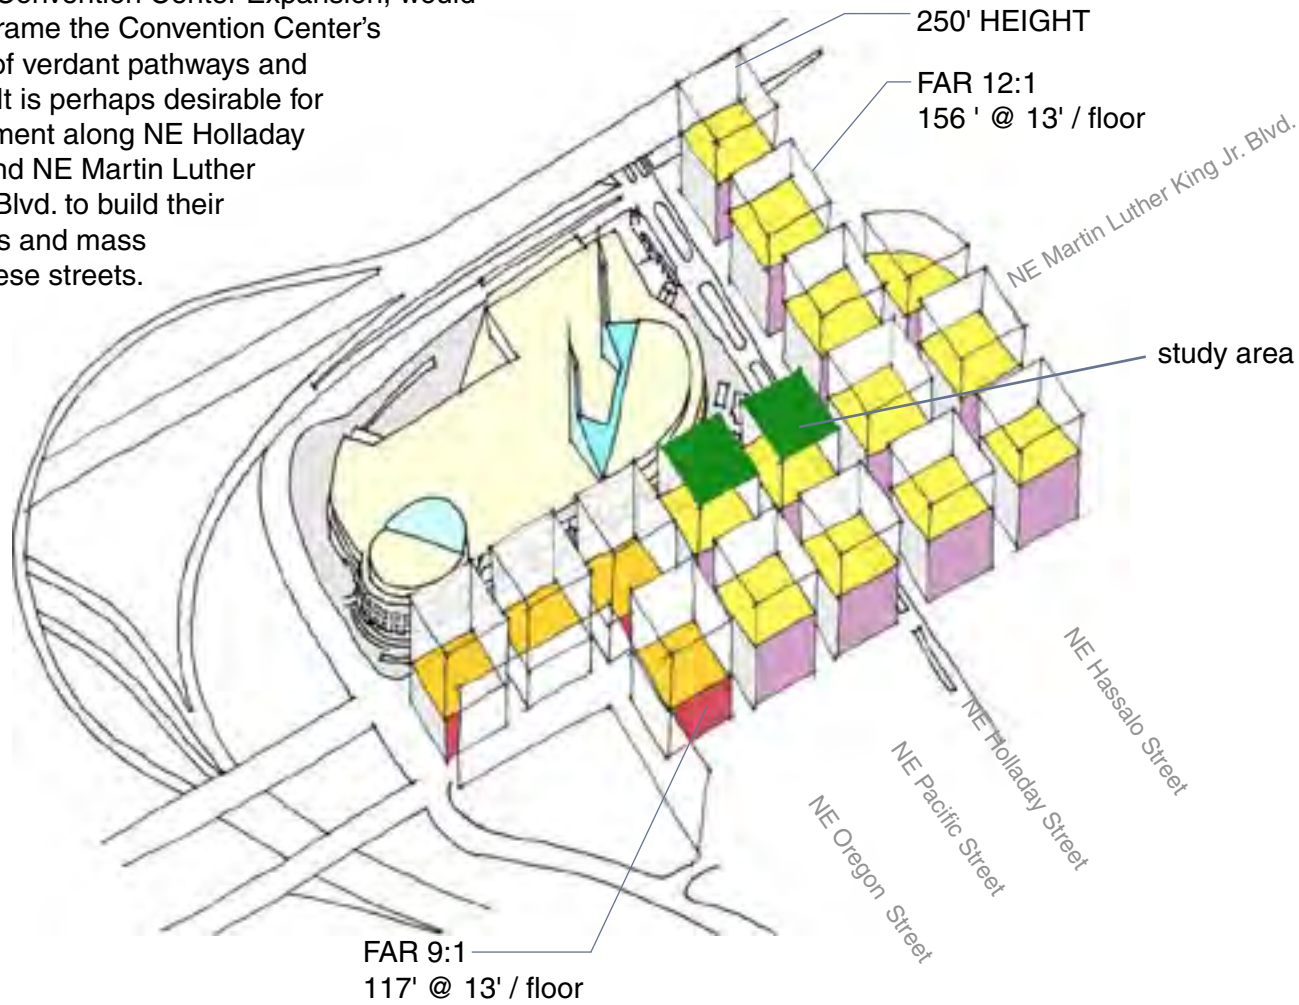 Convention Center Expansion, would
rame the Convention Center's
of verdant pathways and
It is perhaps desirable for
ment along NE Holladay
nd NE Martin Luther
Blvd. to build their
s and mass
ese streets.
250' HEIGHT
FAR 12:1
156 ' @ 13' / floor
NE Martin Luther King Jr. Blvd.
study area
NE Hassalo Street
NE Holladay Street
NE Pacific Street
NE Oregon Street
FAR 9:1
117' @ 13' / floor